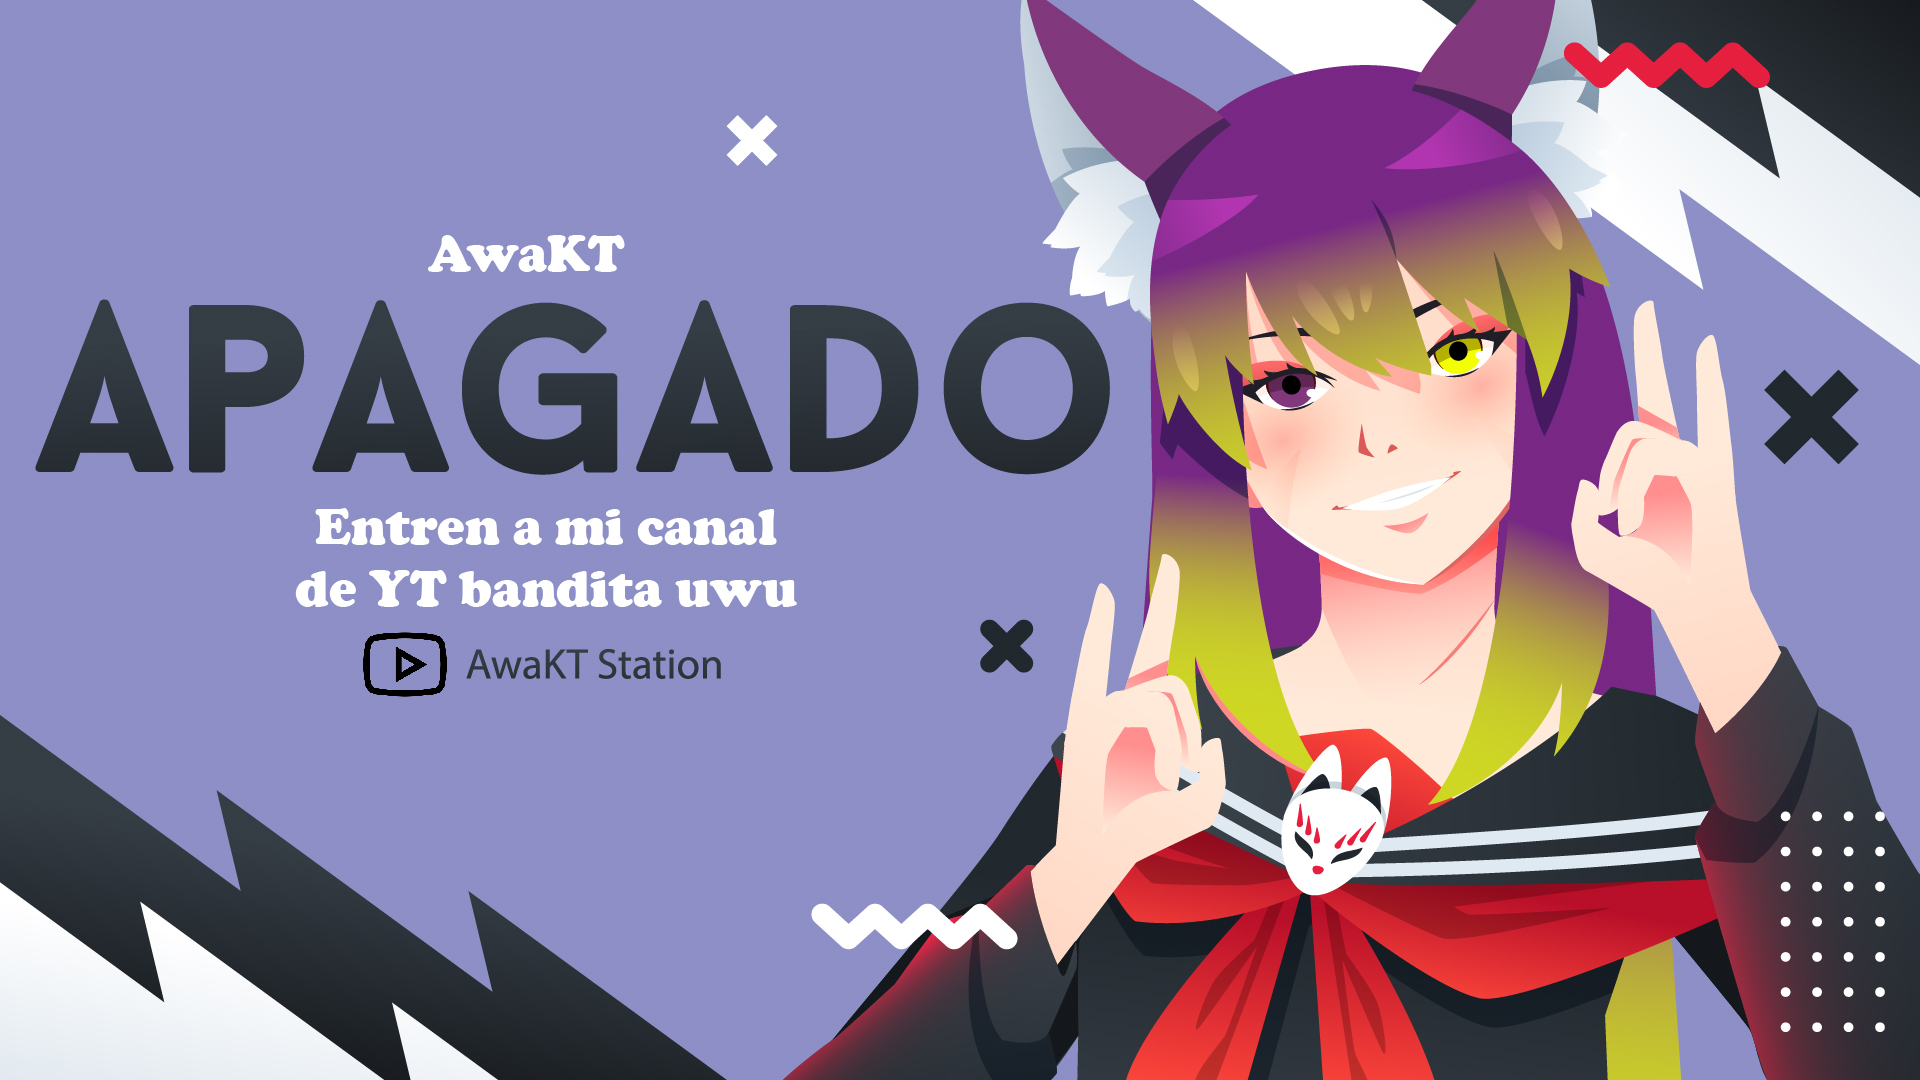 AwaKT
APAGADO
Entren a mi canal
de YT bandita uwu
AwaKT Station